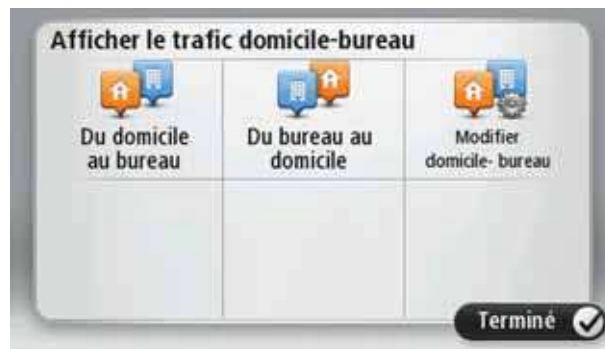 Afficher le trafic domicile-bureau
Du domicile
au bureau
Du bureau au
domicile
Modifier
domicile- bureau
Terminé